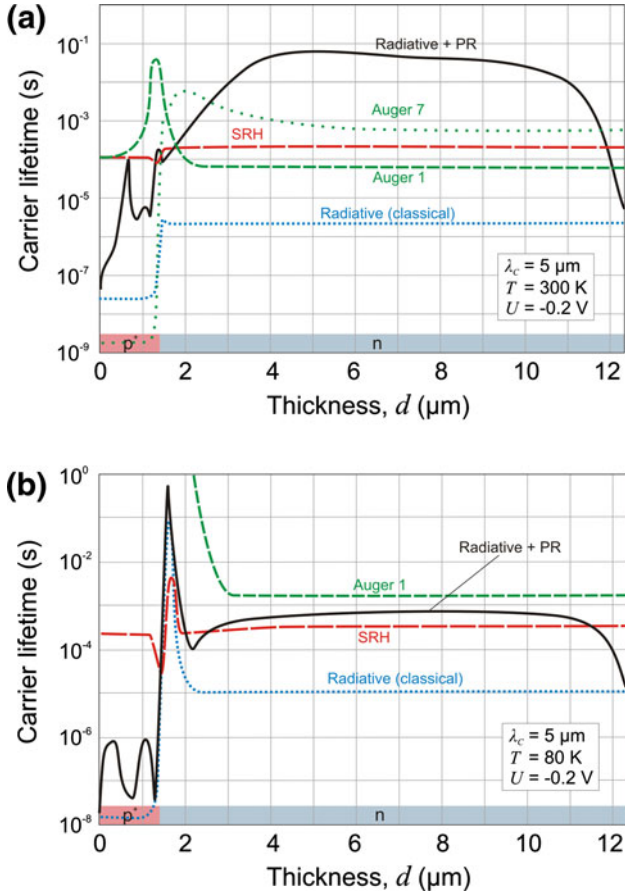 (a)
10⁻¹
10⁻³
10⁻⁵
10⁻⁷
10⁻⁹
Carrier lifetime (s)
Radiative + PR
Auger 7
SRH
Auger 1
Radiative (classical)
λc = 5 µm
T = 300 K
U = -0.2 V
p⁺
n
0 2 4 6 8 10 12
Thickness, d (µm)
(b)
10⁰
10⁻²
10⁻⁴
10⁻⁶
10⁻⁸
Carrier lifetime (s)
Auger 1
Radiative + PR
SRH
Radiative (classical)
λc = 5 µm
T = 80 K
U = -0.2 V
p⁺
n
0 2 4 6 8 10 12
Thickness, d (µm)